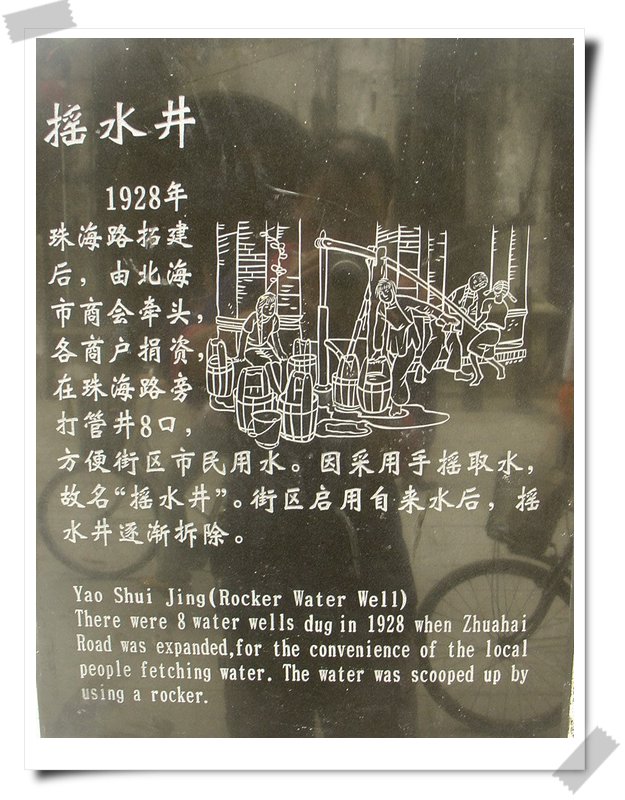 摇水井
1928年
珠海路拓建
后，由北海
市商会牵头，
各商户捐资，
在珠海路旁
打管井8口，
方便街区市民用水。因采用手摇取水，
故名“摇水井”。街区启用自来水后，摇
水井逐渐拆除。
Yao Shui Jing(Rocker Water Well)
There were 8 water wells dug in 1928 when Zhuahai
Road was expanded,for the convenience of the local
people fetching water. The water was scooped up by
using a rocker.